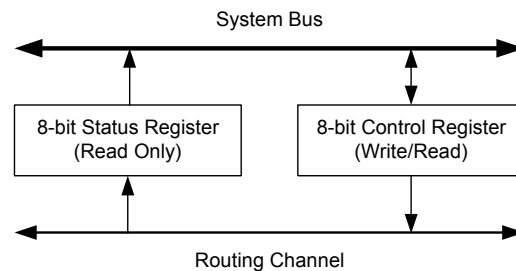 System Bus
8-bit Status Register
(Read Only)
8-bit Control Register
(Write/Read)
Routing Channel